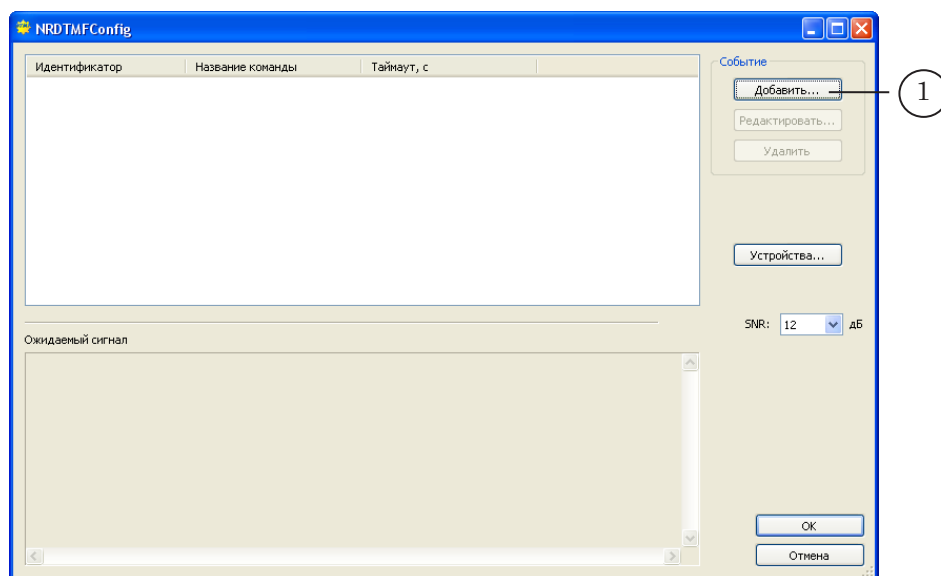 NRDTMFConfig
Идентификатор Название команды Таймаут, с
Событие
Добавить...
1
Редактировать...
Удалить
Устройства...
SNR: 12 дБ
Ожидаемый сигнал
OK
Отмена